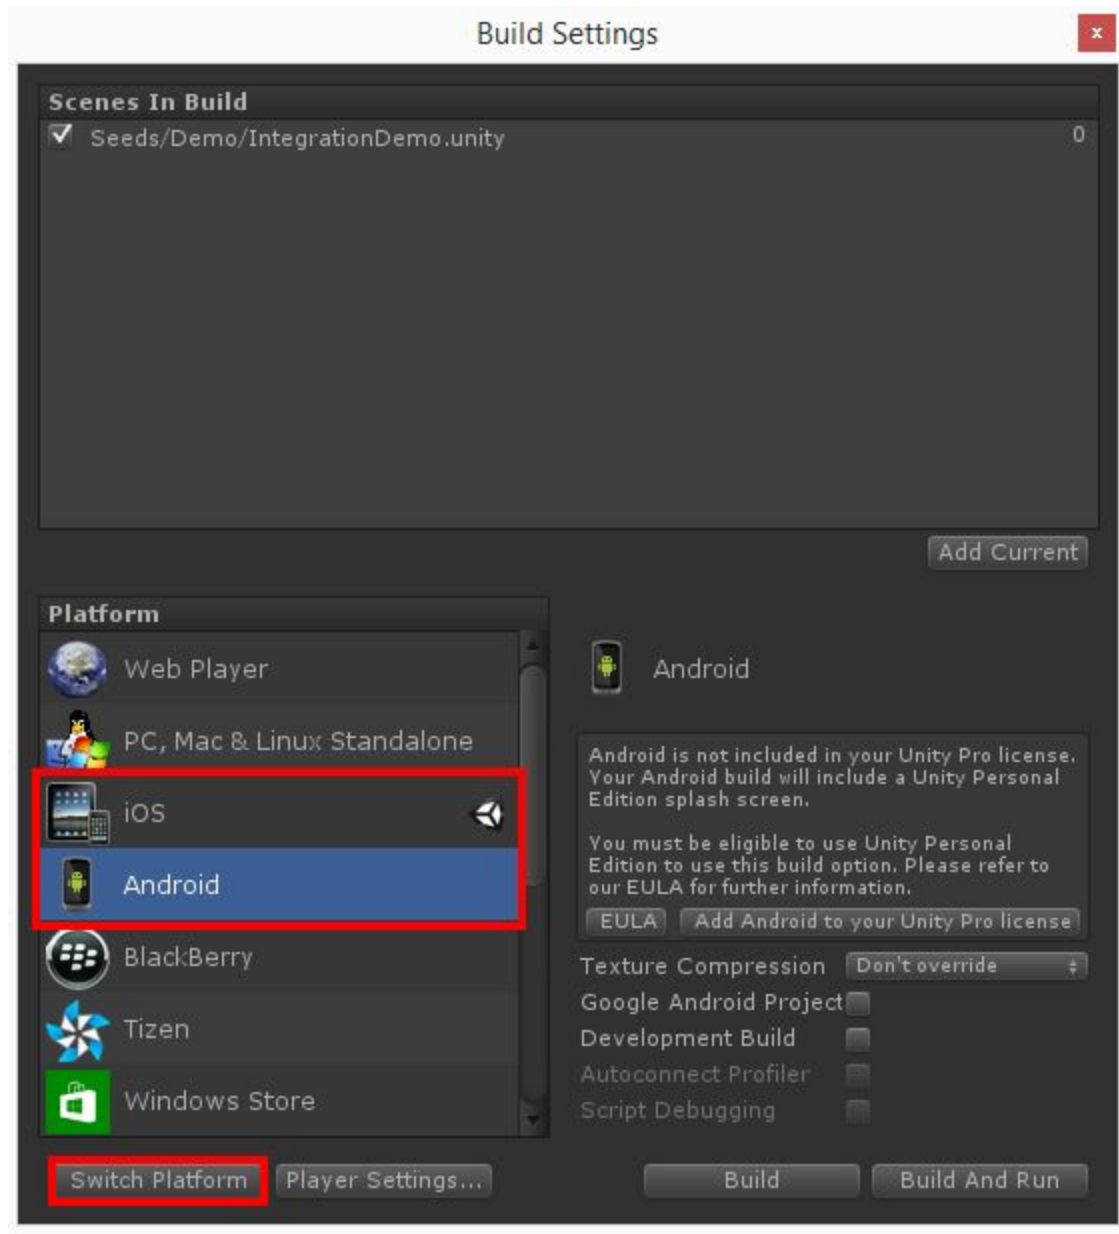 Build Settings
x
Scenes In Build
Seeds/Demo/IntegrationDemo.unity 0
Add Current
Platform
Web Player
PC, Mac & Linux Standalone
iOS
Android
BlackBerry
Tizen
Windows Store
Android
Android is not included in your Unity Pro license.
Your Android build will include a Unity Personal
Edition splash screen.
You must be eligible to use Unity Personal
Edition to use this build option. Please refer to
our EULA for further information.
EULA Add Android to your Unity Pro license
Texture Compression Don't override
Google Android Project
Development Build
Autoconnect Profiler
Script Debugging
Switch Platform Player Settings... Build Build And Run